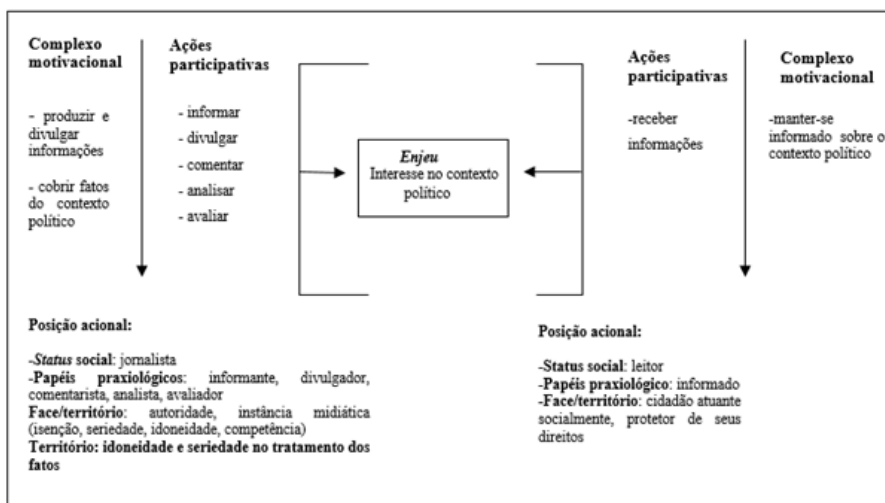 Complexo
motivacional
- produzir e
divulgar
informações
- cobrir fatos
do contexto
político
Ações
participativas
- informar
- divulgar
- comentar
- analisar
- avaliar
Enjeu
Interesse no contexto
político
Ações
participativas
-receber
informações
Complexo
motivacional
-manter-se
informado sobre o
contexto político
Posição acional:
-Status social: jornalista
-Papéis praxiológicos: informante, divulgador,
comentarista, analista, avaliador
Face/território: autoridade, instância midiática
(isenção, seriedade, idoneidade, competência)
Território: idoneidade e seriedade no tratamento dos
fatos
Posição acional:
-Status social: leitor
-Papéis praxiológico: informado
-Face/território: cidadão atuante
socialmente, protetor de seus
direitos